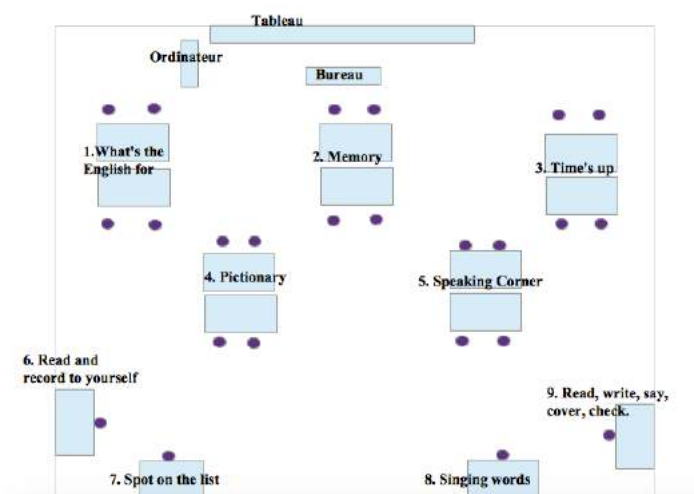 Tableau
Ordinateur
Bureau
1.What's the
English for
2. Memory
3. Time's up
4. Pictionary
5. Speaking Corner
6. Read and
record to yourself
9. Read, write, say,
cover, check.
7. Spot on the list
8. Singing words